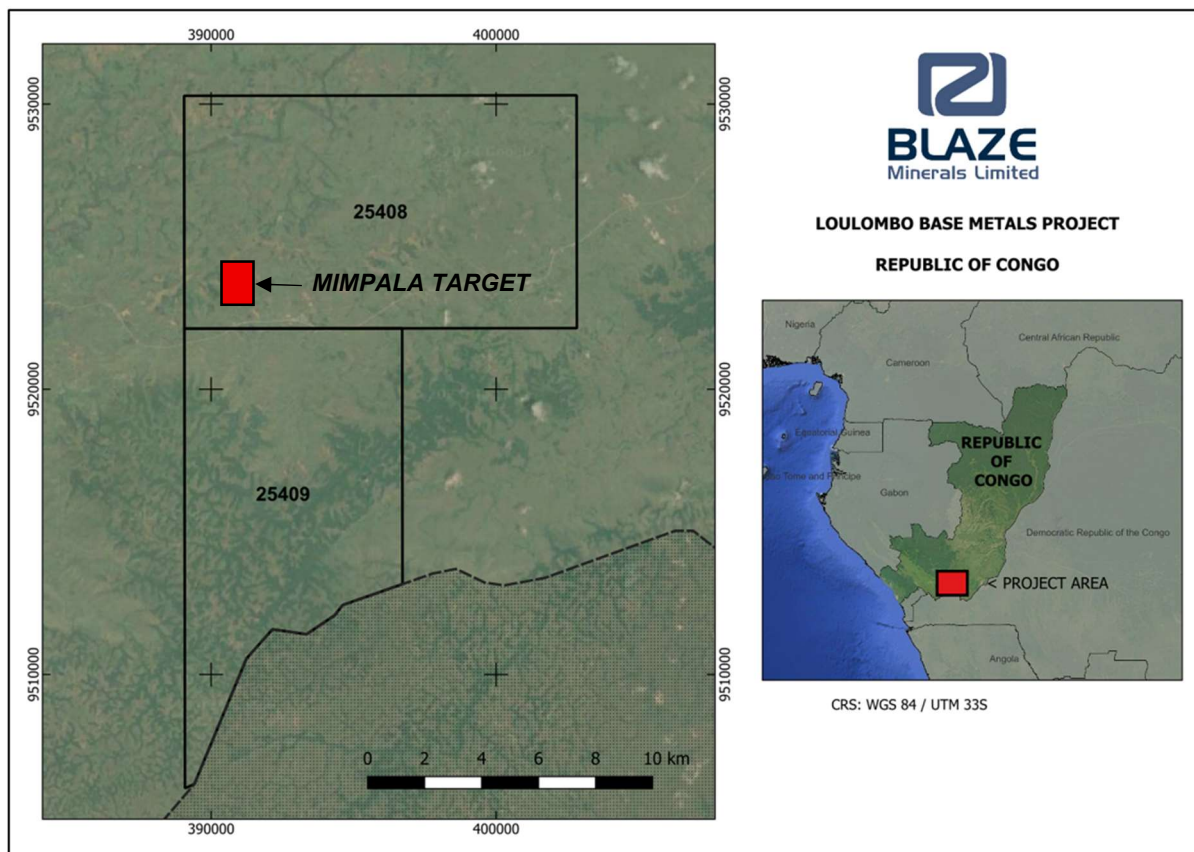 390000
400000
9530000
9530000
25408
MIMPALA TARGET
9520000
9520000
25409
9510000
9510000
0 2 4 6 8 10 km
390000
400000
BLAZE
Minerals Limited
LOULOMBO BASE METALS PROJECT
REPUBLIC OF CONGO
Nigeria
Central African Republic
Cameroon
Equatorial Guinea
REPUBLIC
OF
CONGO
Tome and Principe
Gabon
Democratic Republic of the Congo
< PROJECT AREA
Angola
CRS: WGS 84 / UTM 33S